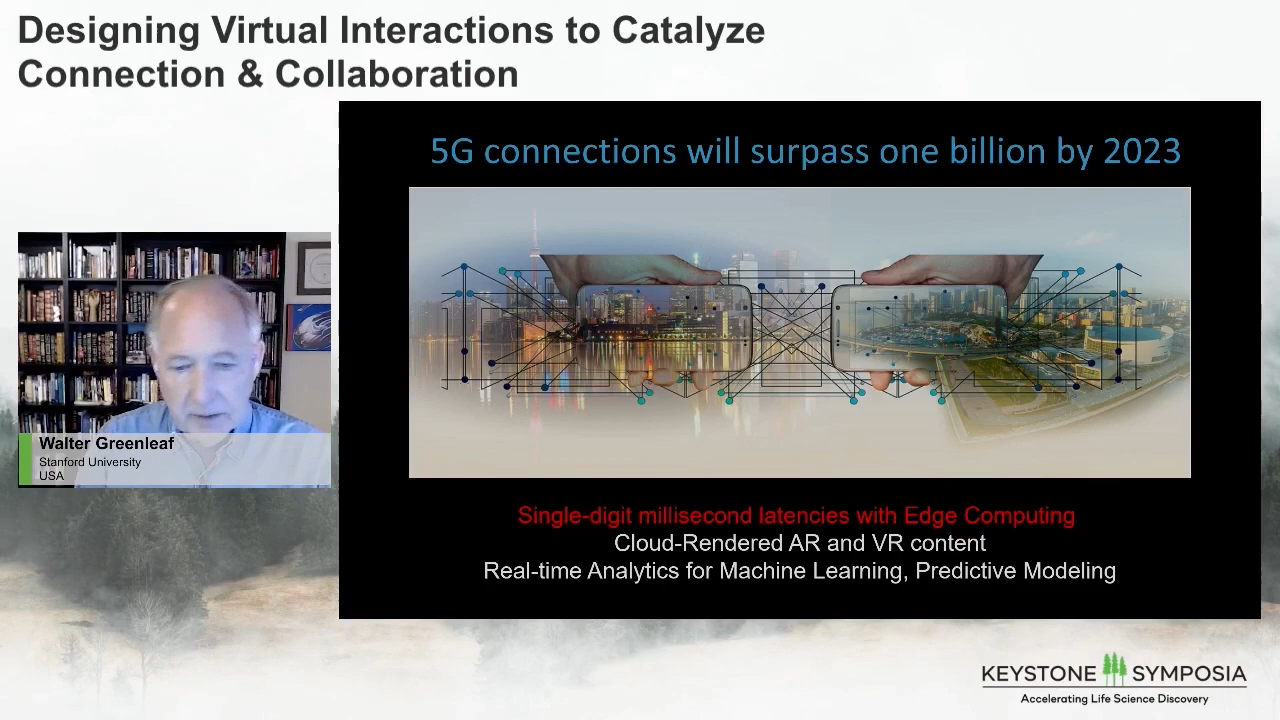 Designing Virtual Interactions to Catalyze
Connection & Collaboration
5G connections will surpass one billion by 2023
Walter Greenleaf
Stanford University
USA
Single-digit millisecond latencies with Edge Computing
Cloud-Rendered AR and VR content
Real-time Analytics for Machine Learning, Predictive Modeling
KEYSTONE SYMPOSIA
Accelerating Life Science Discovery